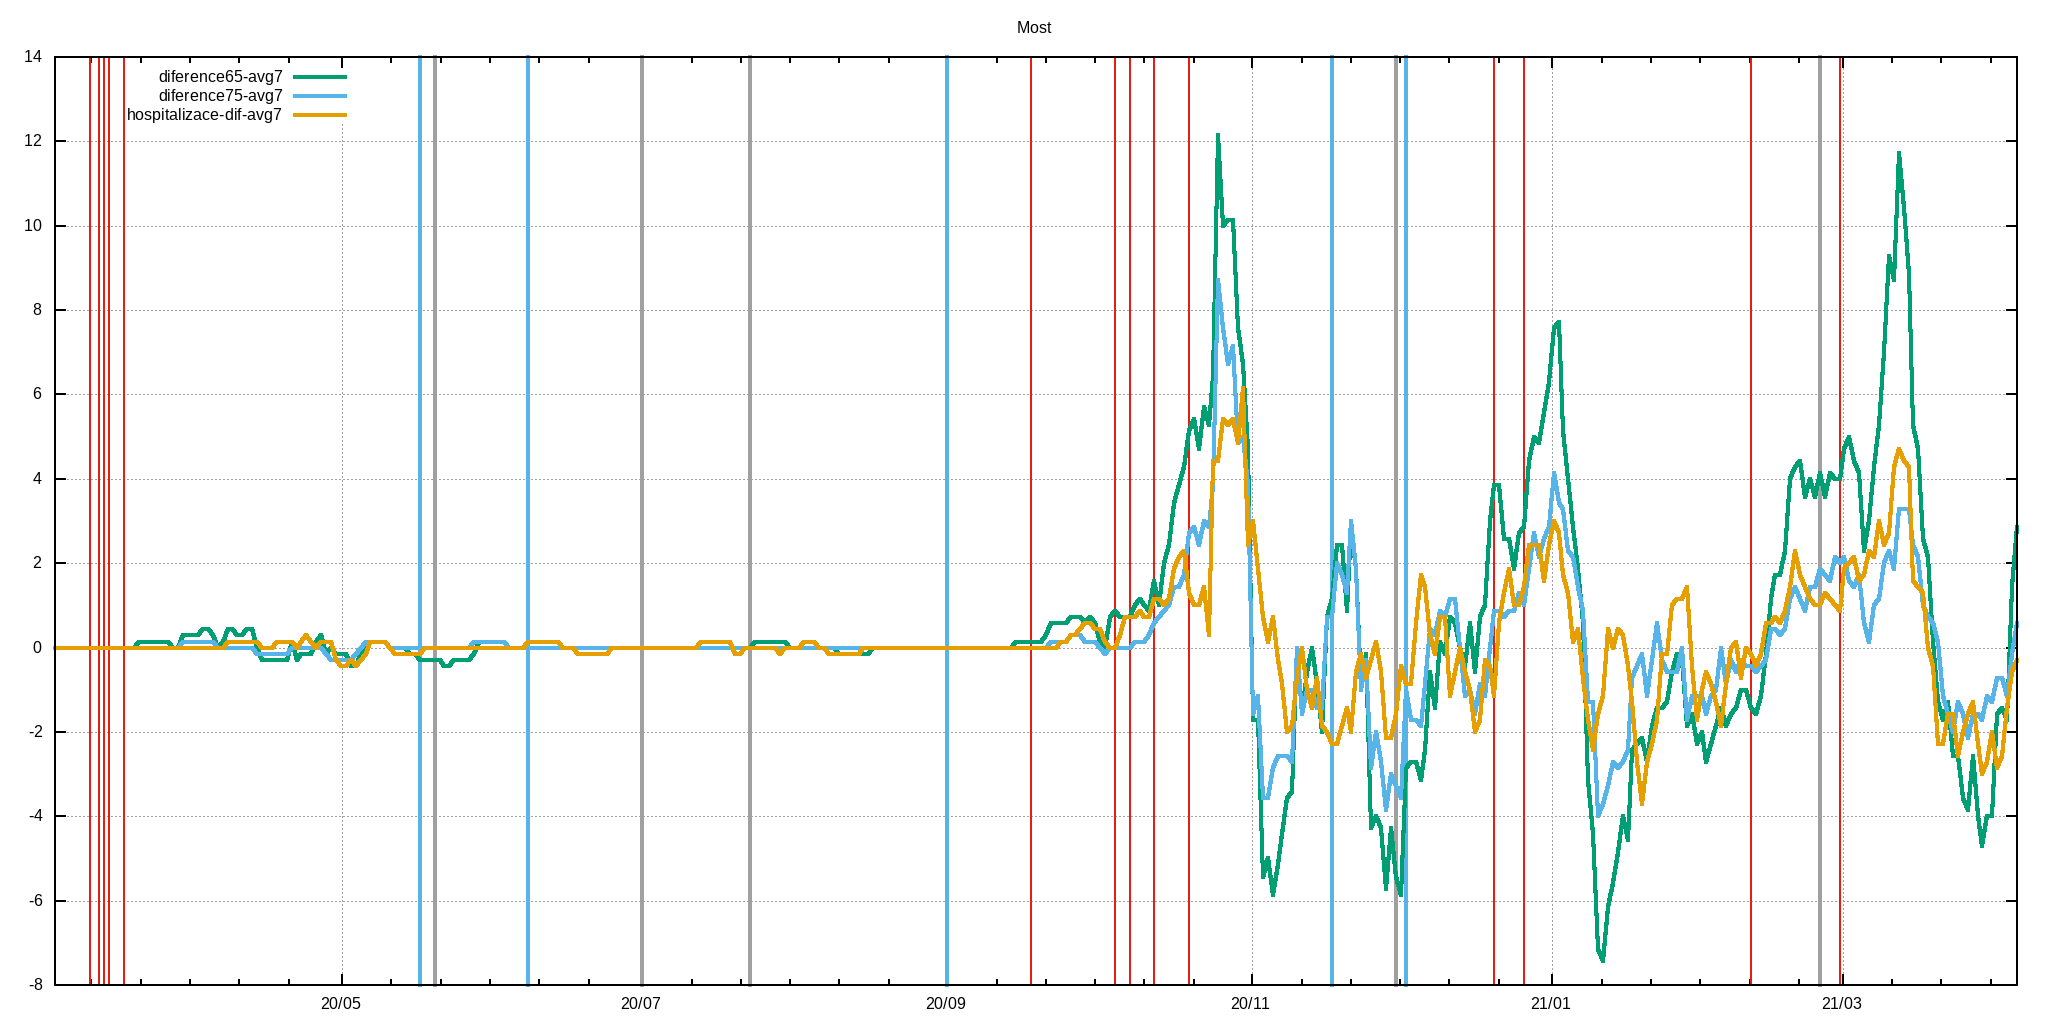 Most
diference65-avg7
diference75-avg7
hospitalizace-dif-avg7
14
12
10
8
6
4
2
0
-2
-4
-6
-8
20/05 20/07 20/09 20/11 21/01 21/03